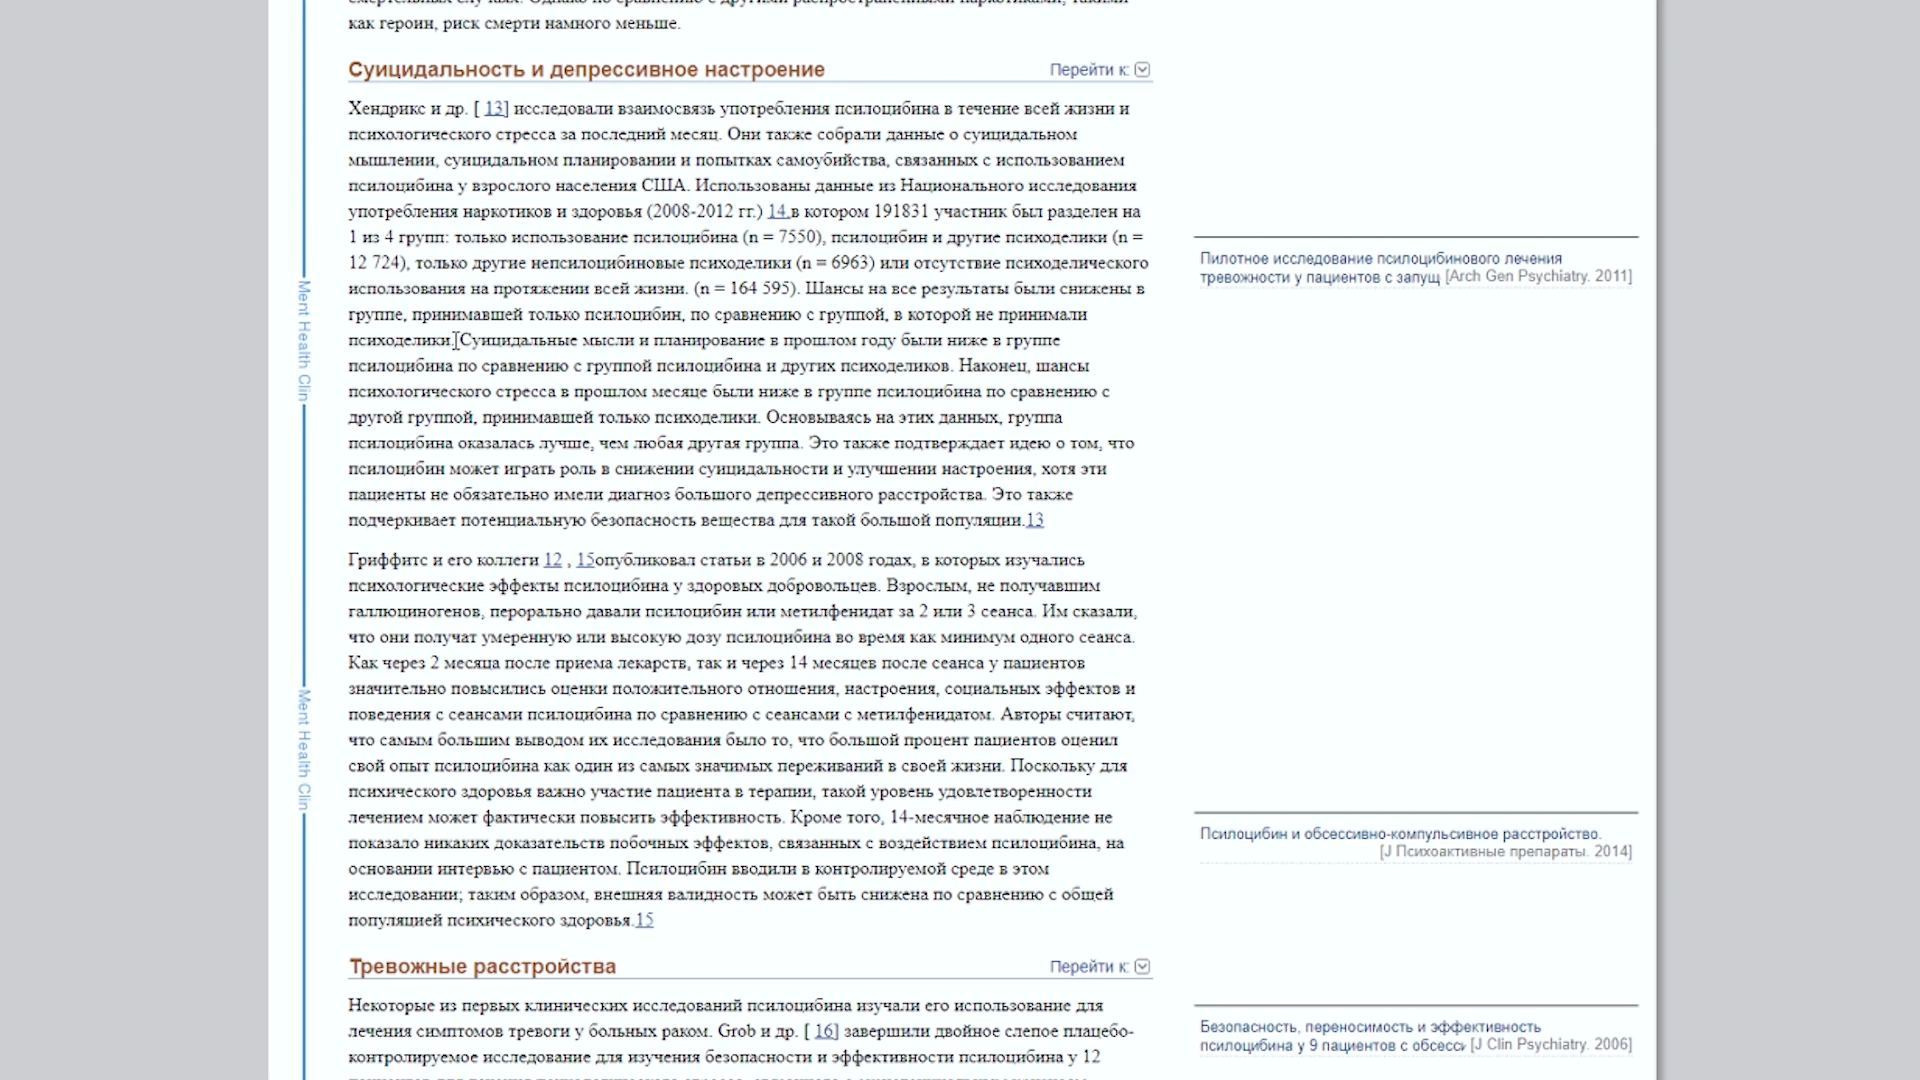 как героин, риск смерти намного меньше.
Суицидальность и депрессивное настроение
Перейти к:
Хендрикс и др. [ 13] исследовали взаимосвязь употребления псилоцибина в течение всей жизни и
психологического стресса за последний месяц. Они также собрали данные о суицидальном
мышлении, суицидальном планировании и попытках самоубийства, связанных с использованием
псилоцибина у взрослого населения США. Использованы данные из Национального исследования
употребления наркотиков и здоровья (2008-2012 гг.) 14.в котором 191831 участник был разделен на
1 из 4 групп: только использование псилоцибина (n = 7550), псилоцибин и другие психоделики (n =
12 724), только другие непсилоцибиновые психоделики (n = 6963) или отсутствие психоделического
использования на протяжении всей жизни. (n = 164 595). Шансы на все результаты были снижены в
группе, принимавшей только псилоцибин, по сравнению с группой, в которой не принимали
психоделики. Суицидальные мысли и планирование в прошлом году были ниже в группе
псилоцибина по сравнению с группой псилоцибина и других психоделиков. Наконец, шансы
психологического стресса в прошлом месяце были ниже в группе псилоцибина по сравнению с
другой группой, принимавшей только психоделики. Основываясь на этих данных, группа
псилоцибина оказалась лучше, чем любая другая группа. Это также подтверждает идею о том, что
псилоцибин может играть роль в снижении суицидальности и улучшении настроения, хотя эти
пациенты не обязательно имели диагноз большого депрессивного расстройства. Это также
подчеркивает потенциальную безопасность вещества для такой большой популяции.13
Гриффитс и его коллеги 12 , 15опубликовал статьи в 2006 и 2008 годах, в которых изучались
психологические эффекты псилоцибина у здоровых добровольцев. Взрослым, не получавшим
галлюциногенов, перорально давали псилоцибин или метилфенидат за 2 или 3 сеанса. Им сказали,
что они получат умеренную или высокую дозу псилоцибина во время как минимум одного сеанса.
Как через 2 месяца после приема лекарств, так и через 14 месяцев после сеанса у пациентов
значительно повысились оценки положительного отношения, настроения, социальных эффектов и
поведения с сеансами псилоцибина по сравнению с сеансами с метилфенидатом. Авторы считают,
что самым большим выводом их исследования было то, что большой процент пациентов оценил
свой опыт псилоцибина как один из самых значимых переживаний в своей жизни. Поскольку для
психического здоровья важно участие пациента в терапии, такой уровень удовлетворенности
лечением может фактически повысить эффективность. Кроме того, 14-месячное наблюдение не
показало никаких доказательств побочных эффектов, связанных с воздействием псилоцибина, на
основании интервью с пациентом. Псилоцибин вводили в контролируемой среде в этом
исследовании; таким образом, внешняя валидность может быть снижена по сравнению с общей
популяцией психического здоровья.15
Тревожные расстройства
Перейти к:
Некоторые из первых клинических исследований псилоцибина изучали его использование для
лечения симптомов тревоги у больных раком. Grob и др. [ 16] завершили двойное слепое плацебо-
контролируемое исследование для изучения безопасности и эффективности псилоцибина у 12
Ment Health Clin
Ment Health Clin
Пилотное исследование псилоцибинового лечения
тревожности у пациентов с запущ [Arch Gen Psychiatry. 2011]
Псилоцибин и обсессивно-компульсивное расстройство.
[J Психоактивные препараты. 2014]
Безопасность, переносимость и эффективность
псилоцибина у 9 пациентов с обсесси [J Clin Psychiatry. 2006]